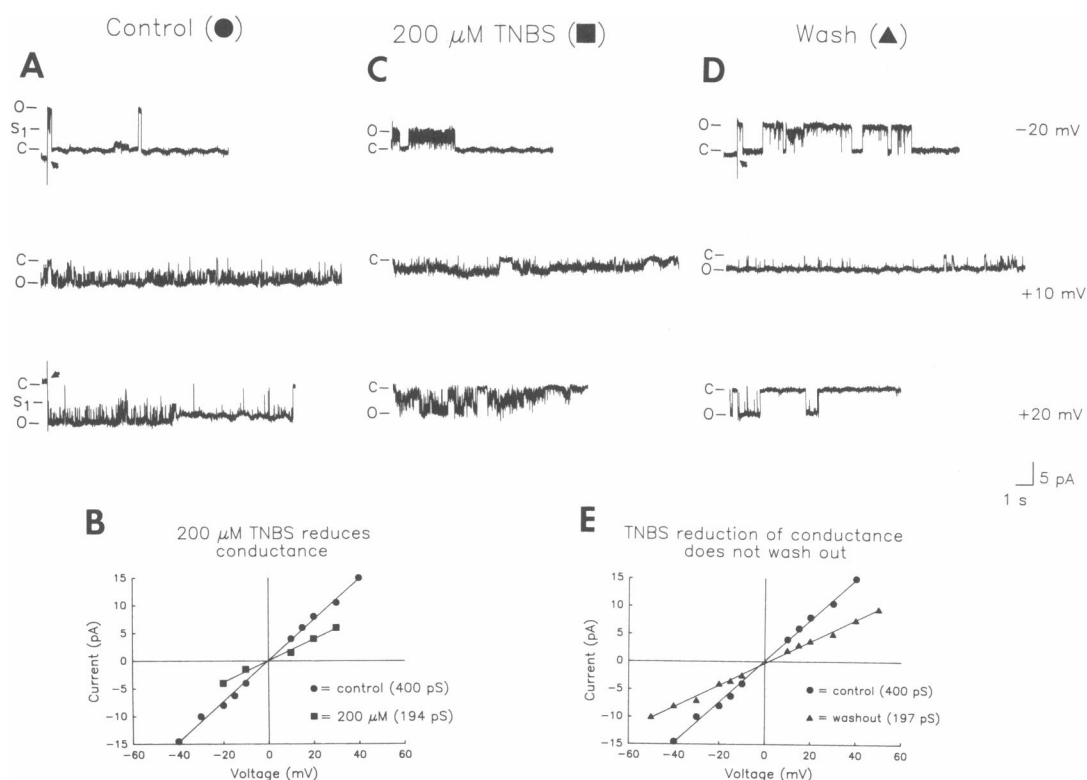 Control (●)
200 μM TNBS (■)
Wash (▲)
A
O–
S1–
C–
C–
O–
C–
S1–
O–
C
O–
C–
C–
C–
O–
D
O–
C–
−20 mV
C–
O–
+10 mV
C–
O–
+20 mV
5 pA
1 s
B
200 μM TNBS reduces
conductance
15
10
5
0
−5
−10
−15
Current (pA)
−60 −40 −20 0 20 40 60
Voltage (mV)
● = control (400 pS)
■ = 200 μM (194 pS)
E
TNBS reduction of conductance
does not wash out
15
10
5
0
−5
−10
−15
Current (pA)
−60 −40 −20 0 20 40 60
Voltage (mV)
● = control (400 pS)
▲ = washout (197 pS)